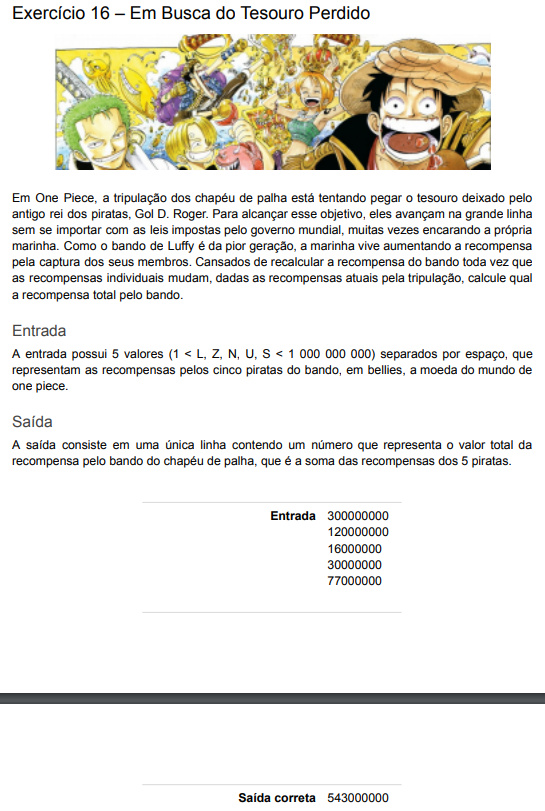 Exercício 16 – Em Busca do Tesouro Perdido
Em One Piece, a tripulação dos chapéu de palha está tentando pegar o tesouro deixado pelo
antigo rei dos piratas, Gol D. Roger. Para alcançar esse objetivo, eles avançam na grande linha
sem se importar com as leis impostas pelo governo mundial, muitas vezes encarando a própria
marinha. Como o bando de Luffy é da pior geração, a marinha vive aumentando a recompensa
pela captura dos seus membros. Cansados de recalcular a recompensa do bando toda vez que
as recompensas individuais mudam, dadas as recompensas atuais pela tripulação, calcule qual
a recompensa total pelo bando.
Entrada
A entrada possui 5 valores (1 < L, Z, N, U, S < 1 000 000 000) separados por espaço, que
representam as recompensas pelos cinco piratas do bando, em bellies, a moeda do mundo de
one piece.
Saída
A saída consiste em uma única linha contendo um número que representa o valor total da
recompensa pelo bando do chapéu de palha, que é a soma das recompensas dos 5 piratas.
Entrada 300000000
120000000
16000000
30000000
77000000
Saída correta 543000000